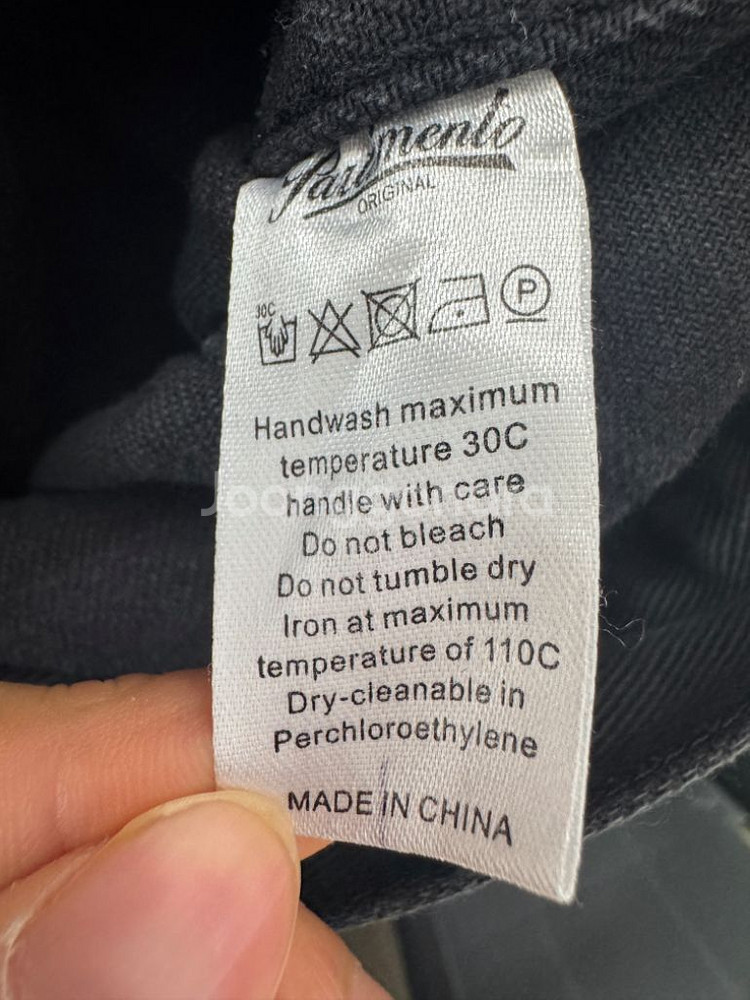 Parlmenbo
ORIGINAL
30C
P
Handwash maximum
temperature 30C
handle with care
Do not bleach
Do not tumble dry
Iron at maximum
temperature of 110C
Dry-cleanable in
Perchloroethylene
MADE IN CHINA